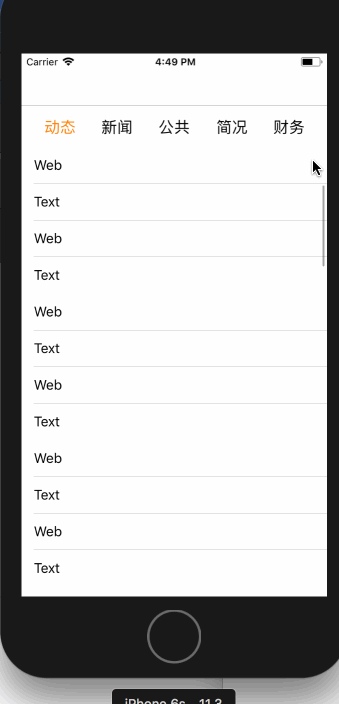 Carrier 4:49 PM
动态 新闻 公共 简况 财务
Web
Text
Web
Text
Web
Text
Web
Text
Web
Text
Web
Text
iPhone 6s - 11.3